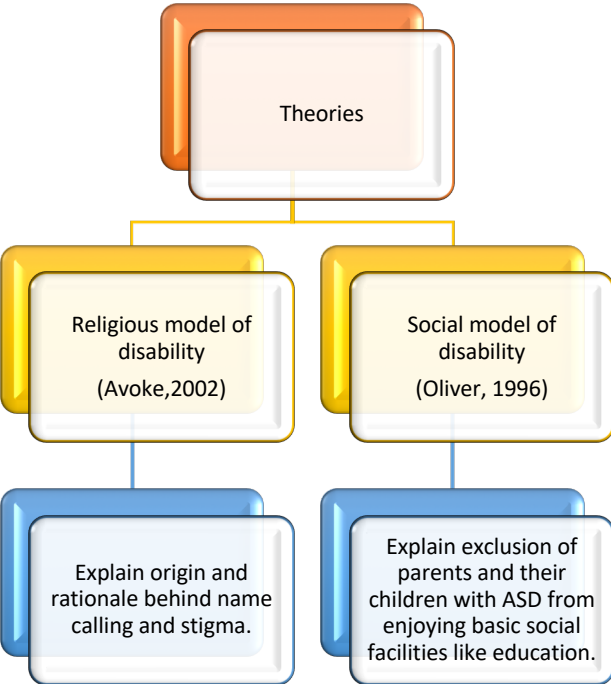 Theories
Religious model of
disability
(Avoke,2002)
Social model of
disability
(Oliver, 1996)
Explain origin and
rationale behind name
calling and stigma.
Explain exclusion of
parents and their
children with ASD from
enjoying basic social
facilities like education.